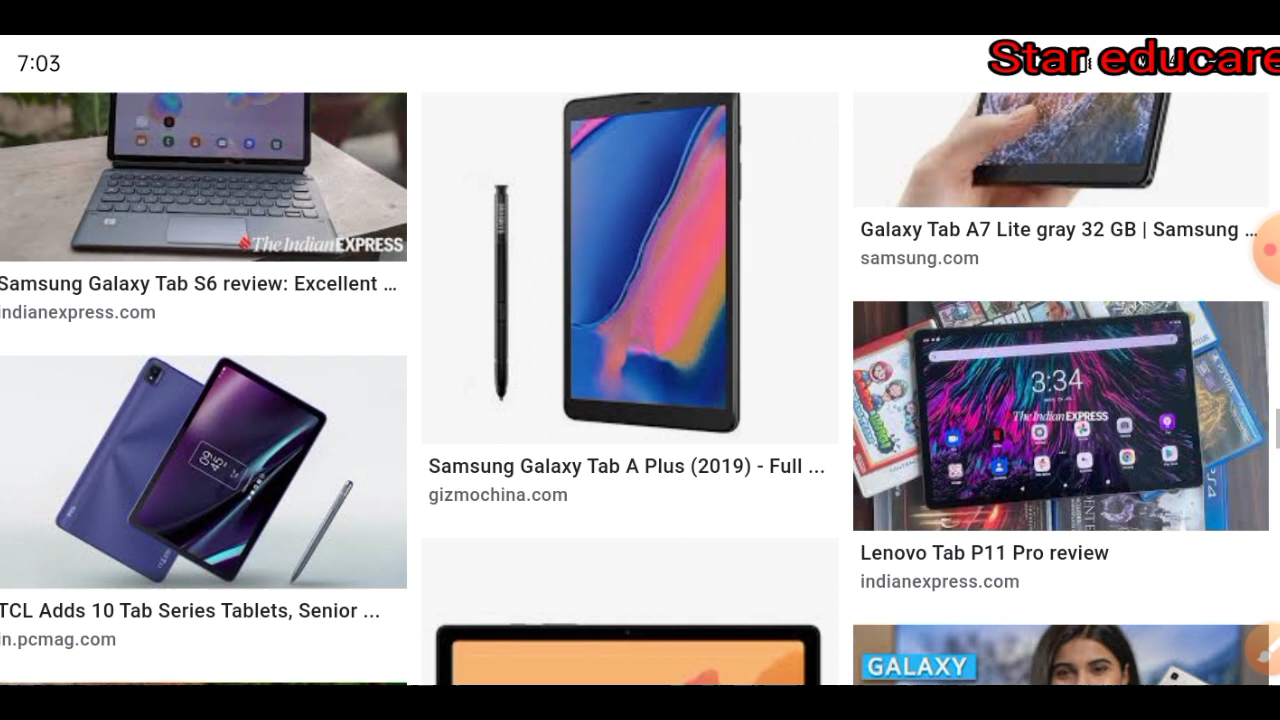 7:03
Star educare
The Indian EXPRESS
Samsung Galaxy Tab S6 review: Excellent ...
indianexpress.com
TCL Adds 10 Tab Series Tablets, Senior ...
in.pcmag.com
SAMSUNG
Samsung Galaxy Tab A Plus (2019) - Full ...
gizmochina.com
Galaxy Tab A7 Lite gray 32 GB | Samsung ...
samsung.com
3:34
The Indian EXPRESS
PS4
Lenovo Tab P11 Pro review
indianexpress.com
GALAXY